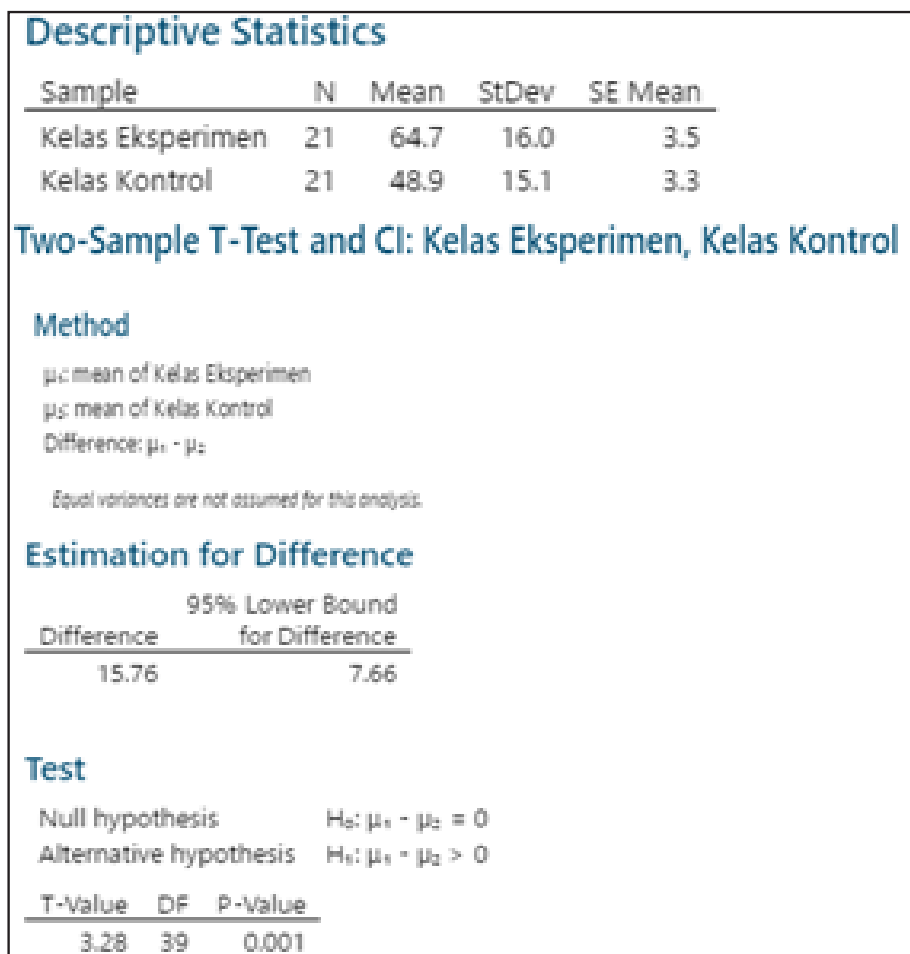 Descriptive Statistics
Sample N Mean StDev SE Mean
Kelas Eksperimen 21 64.7 16.0 3.5
Kelas Kontrol 21 48.9 15.1 3.3
Two-Sample T-Test and CI: Kelas Eksperimen, Kelas Kontrol
Method
μ₁: mean of Kelas Eksperimen
μ₂: mean of Kelas Kontrol
Difference: μ₁ - μ₂
Equal variances are not assumed for this analysis.
Estimation for Difference
95% Lower Bound
Difference for Difference
15.76 7.66
Test
Null hypothesis H₀: μ₁ - μ₂ = 0
Alternative hypothesis H₁: μ₁ - μ₂ > 0
T-Value DF P-Value
3.28 39 0.001